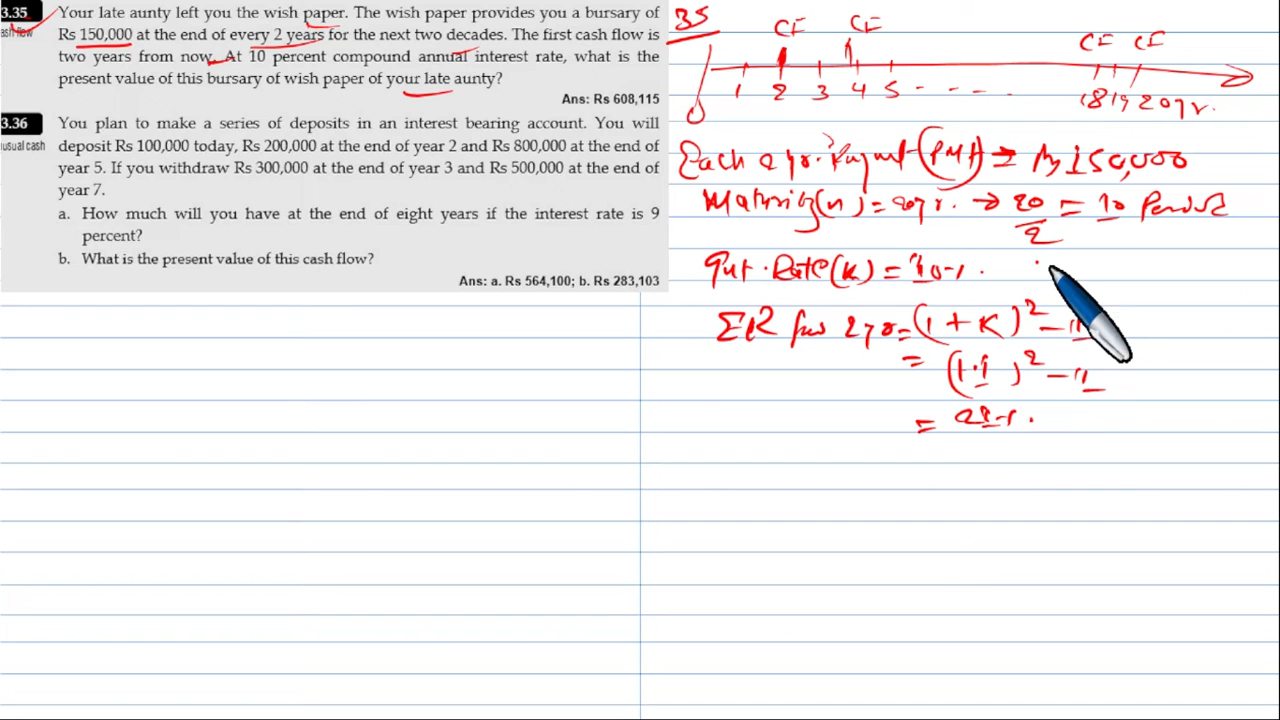 3.35 Your late aunty left you the wish paper. The wish paper provides you a bursary of
ash flow Rs 150,000 at the end of every 2 years for the next two decades. The first cash flow is
two years from now. At 10 percent compound annual interest rate, what is the
present value of this bursary of wish paper of your late aunty?
Ans: Rs 608,115
3.36 You plan to make a series of deposits in an interest bearing account. You will
usual cash deposit Rs 100,000 today, Rs 200,000 at the end of year 2 and Rs 800,000 at the end of
year 5. If you withdraw Rs 300,000 at the end of year 3 and Rs 500,000 at the end of
year 7.
a. How much will you have at the end of eight years if the interest rate is 9
percent?
b. What is the present value of this cash flow?
Ans: a. Rs 564,100; b. Rs 283,103
35
CF CF CF CF
0 1 2 3 4 5 - - - - 18 19 20 yr.
Each 2 yr. (PMT) = Rs 150,000
Maturity (n) = 20 yr. → 20/2 = 10 Period
Int. Rate (K) = 10%.
for 2 yr = (1 + K)² - 1
= (1.1)² - 1
= 21%.